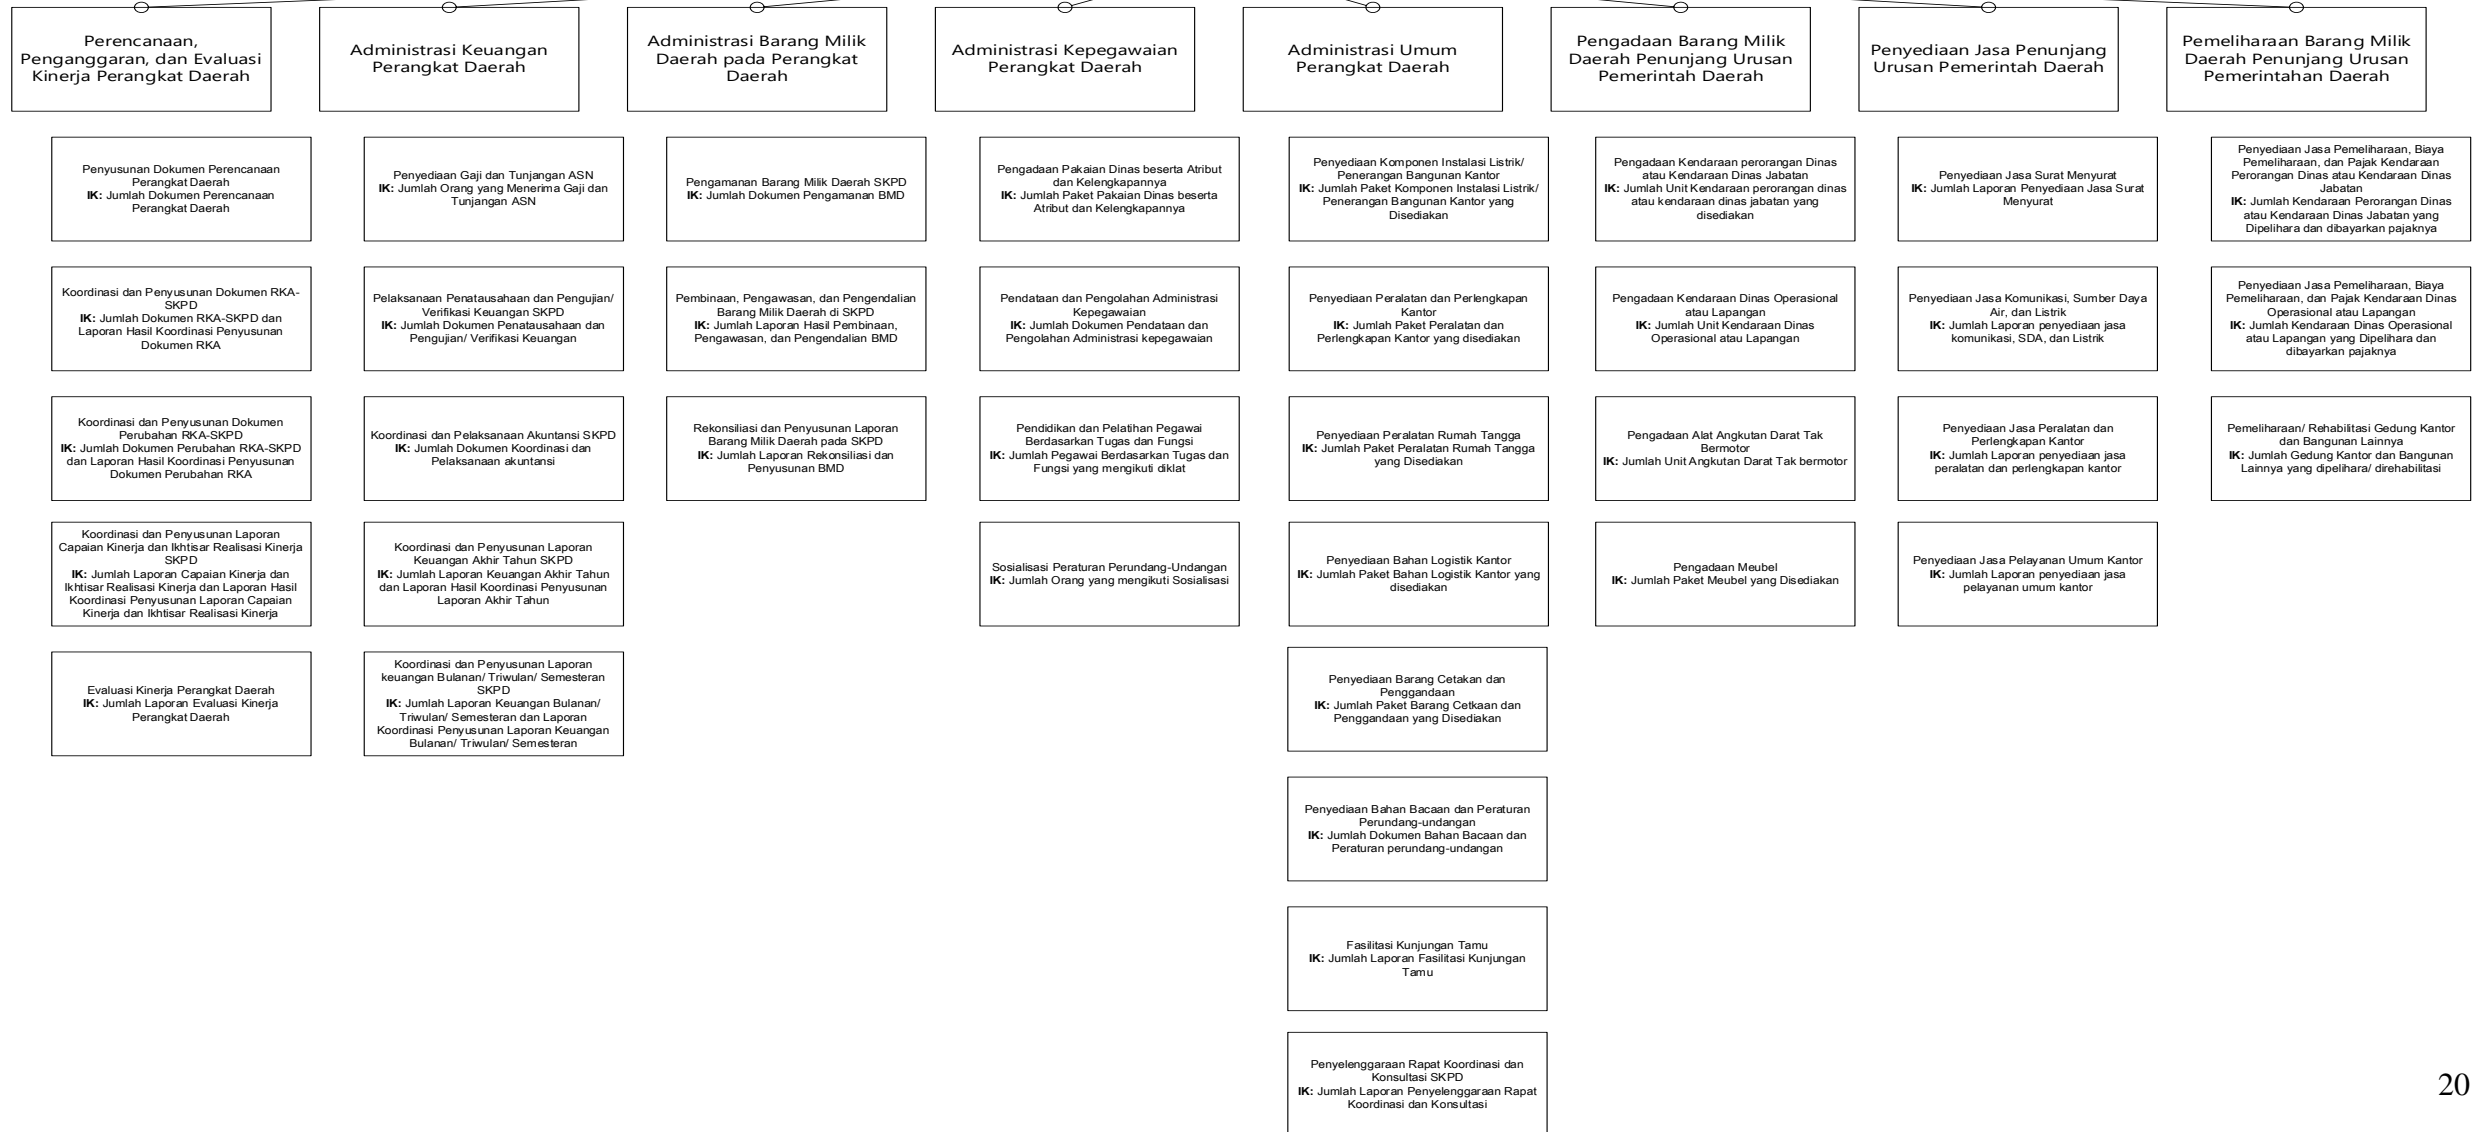 Perencanaan,
Penganggaran, dan Evaluasi
Kinerja Perangkat Daerah
Administrasi Keuangan
Perangkat Daerah
Administrasi Barang Milik
Daerah pada Perangkat
Daerah
Administrasi Kepegawaian
Perangkat Daerah
Administrasi Umum
Perangkat Daerah
Pengadaan Barang Milik
Daerah Penunjang Urusan
Pemerintah Daerah
Penyediaan Jasa Penunjang
Urusan Pemerintah Daerah
Pemeliharaan Barang Milik
Daerah Penunjang Urusan
Pemerintahan Daerah
Penyusunan Dokumen Perencanaan
Perangkat Daerah
IK: Jumlah Dokumen Perencanaan
Perangkat Daerah
Penyediaan Gaji dan Tunjangan ASN
IK: Jumlah Orang yang Menerima Gaji dan
Tunjangan ASN
Pengamanan Barang Milik Daerah SKPD
IK: Jumlah Dokumen Pengamanan BMD
Pengadaan Pakaian Dinas beserta Atribut
dan Kelengkapannya
IK: Jumlah Paket Pakaian Dinas beserta
Atribut dan Kelengkapannya
Penyediaan Komponen Instalasi Listrik/
Penerangan Bangunan Kantor
IK: Jumlah Paket Komponen Instalasi Listrik/
Penerangan Bangunan Kantor yang
Disediakan
Pengadaan Kendaraan perorangan Dinas
atau Kendaraan Dinas Jabatan
IK: Jumlah Unit Kendaraan perorangan dinas
atau kendaraan dinas jabatan yang
disediakan
Penyediaan Jasa Surat Menyurat
IK: Jumlah Laporan Penyediaan Jasa Surat
Menyurat
Penyediaan Jasa Pemeliharaan, Biaya
Pemeliharaan, dan Pajak Kendaraan
Perorangan Dinas atau Kendaraan Dinas
Jabatan
IK: Jumlah Kendaraan Perorangan Dinas
atau Kendaraan Dinas Jabatan yang
Dipelihara dan dibayarkan pajaknya
Koordinasi dan Penyusunan Dokumen RKA-
SKPD
IK: Jumlah Dokumen RKA-SKPD dan
Laporan Hasil Koordinasi Penyusunan
Dokumen RKA
Pelaksanaan Penatausahaan dan Pengujian/
Verifikasi Keuangan SKPD
IK: Jumlah Dokumen Penatausahaan dan
Pengujian/ Verifikasi Keuangan
Pembinaan, Pengawasan, dan Pengendalian
Barang Milik Daerah di SKPD
IK: Jumlah Laporan Hasil Pembinaan,
Pengawasan, dan Pengendalian BMD
Pendataan dan Pengolahan Administrasi
Kepegawaian
IK: Jumlah Dokumen Pendataan dan
Pengolahan Administrasi kepegawaian
Penyediaan Peralatan dan Perlengkapan
Kantor
IK: Jumlah Paket Peralatan dan
Perlengkapan Kantor yang disediakan
Pengadaan Kendaraan Dinas Operasional
atau Lapangan
IK: Jumlah Unit Kendaraan Dinas
Operasional atau Lapangan
Penyediaan Jasa Komunikasi, Sumber Daya
Air, dan Listrik
IK: Jumlah Laporan penyediaan jasa
komunikasi, SDA, dan Listrik
Penyediaan Jasa Pemeliharaan, Biaya
Pemeliharaan, dan Pajak Kendaraan Dinas
Operasional atau Lapangan
IK: Jumlah Kendaraan Dinas Operasional
atau Lapangan yang Dipelihara dan
dibayarkan pajaknya
Koordinasi dan Penyusunan Dokumen
Perubahan RKA-SKPD
IK: Jumlah Dokumen Perubahan RKA-SKPD
dan Laporan Hasil Koordinasi Penyusunan
Dokumen Perubahan RKA
Koordinasi dan Pelaksanaan Akuntansi SKPD
IK: Jumlah Dokumen Koordinasi dan
Pelaksanaan akuntansi
Rekonsiliasi dan Penyusunan Laporan
Barang Milik Daerah pada SKPD
IK: Jumlah Laporan Rekonsiliasi dan
Penyusunan BMD
Pendidikan dan Pelatihan Pegawai
Berdasarkan Tugas dan Fungsi
IK: Jumlah Pegawai Berdasarkan Tugas dan
Fungsi yang mengikuti diklat
Penyediaan Peralatan Rumah Tangga
IK: Jumlah Paket Peralatan Rumah Tangga
yang Disediakan
Pengadaan Alat Angkutan Darat Tak
Bermotor
IK: Jumlah Unit Angkutan Darat Tak bermotor
Penyediaan Jasa Peralatan dan
Perlengkapan Kantor
IK: Jumlah Laporan penyediaan jasa
peralatan dan perlengkapan kantor
Pemeliharaan/ Rehabilitasi Gedung Kantor
dan Bangunan Lainnya
IK: Jumlah Gedung Kantor dan Bangunan
Lainnya yang dipelihara/ direhabilitasi
Koordinasi dan Penyusunan Laporan
Capaian Kinerja dan Ikhtisar Realisasi Kinerja
SKPD
IK: Jumlah Laporan Capaian Kinerja dan
Ikhtisar Realisasi Kinerja dan Laporan Hasil
Koordinasi Penyusunan Laporan Capaian
Kinerja dan Ikhtisar Realisasi Kinerja
Koordinasi dan Penyusunan Laporan
Keuangan Akhir Tahun SKPD
IK: Jumlah Laporan Keuangan Akhir Tahun
dan Laporan Hasil Koordinasi Penyusunan
Laporan Akhir Tahun
Sosialisasi Peraturan Perundang-Undangan
IK: Jumlah Orang yang mengikuti Sosialisasi
Penyediaan Bahan Logistik Kantor
IK: Jumlah Paket Bahan Logistik Kantor yang
disediakan
Pengadaan Meubel
IK: Jumlah Paket Meubel yang Disediakan
Penyediaan Jasa Pelayanan Umum Kantor
IK: Jumlah Laporan penyediaan jasa
pelayanan umum kantor
Evaluasi Kinerja Perangkat Daerah
IK: Jumlah Laporan Evaluasi Kinerja
Perangkat Daerah
Koordinasi dan Penyusunan Laporan
keuangan Bulanan/ Triwulan/ Semesteran
SKPD
IK: Jumlah Laporan Keuangan Bulanan/
Triwulan/ Semesteran dan Laporan
Koordinasi Penyusunan Laporan Keuangan
Bulanan/ Triwulan/ Semesteran
Penyediaan Barang Cetakan dan
Penggandaan
IK: Jumlah Paket Barang Cetkaan dan
Penggandaan yang Disediakan
Penyediaan Bahan Bacaan dan Peraturan
Perundang-undangan
IK: Jumlah Dokumen Bahan Bacaan dan
Peraturan perundang-undangan
Fasilitasi Kunjungan Tamu
IK: Jumlah Laporan Fasilitasi Kunjungan
Tamu
Penyelenggaraan Rapat Koordinasi dan
Konsultasi SKPD
IK: Jumlah Laporan Penyelenggaraan Rapat
Koordinasi dan Konsultasi
20